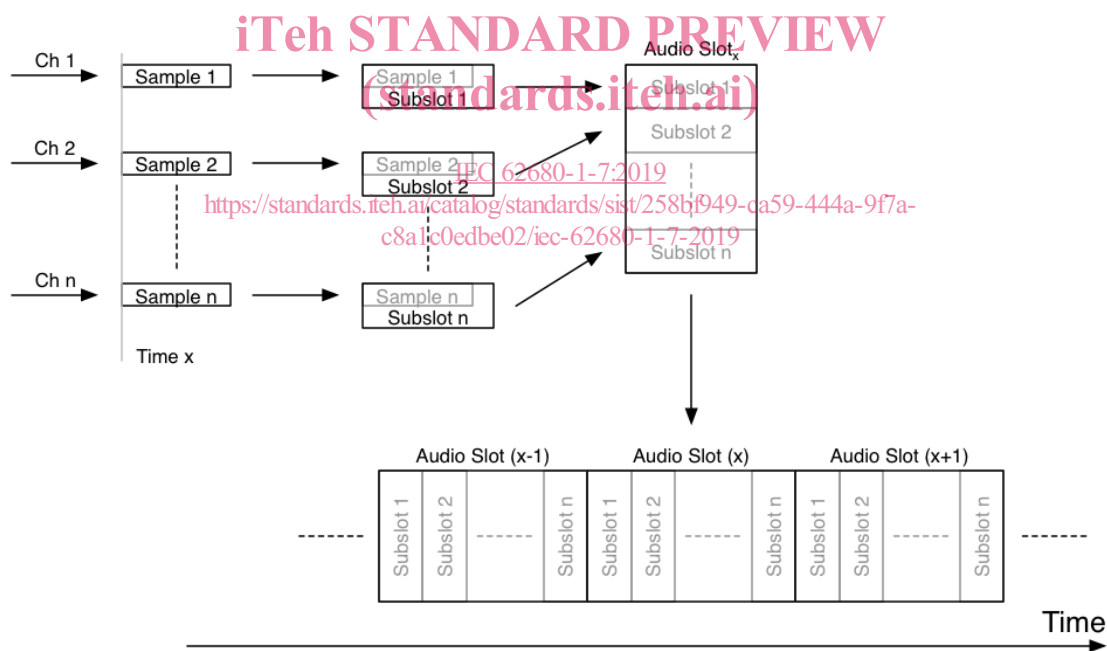 iTeh STANDARD PREVIEW
(standards.iteh.ai)
IEC 62680-1-7:2019
https://standards.iteh.ai/catalog/standards/sist/258bf949-ca59-444a-9f7a-
c8a1c0edbe02/iec-62680-1-7-2019
Ch 1
Sample 1
Sample 1
Subslot 1
Audio Slotx
Subslot 1
Subslot 2
Subslot n
Ch 2
Sample 2
Sample 2
Subslot 2
Ch n
Sample n
Sample n
Subslot n
Time x
Audio Slot (x-1)
Audio Slot (x)
Audio Slot (x+1)
Subslot 1
Subslot 2
Subslot n
Subslot 1
Subslot 2
Subslot n
Subslot 1
Subslot 2
Subslot n
Time